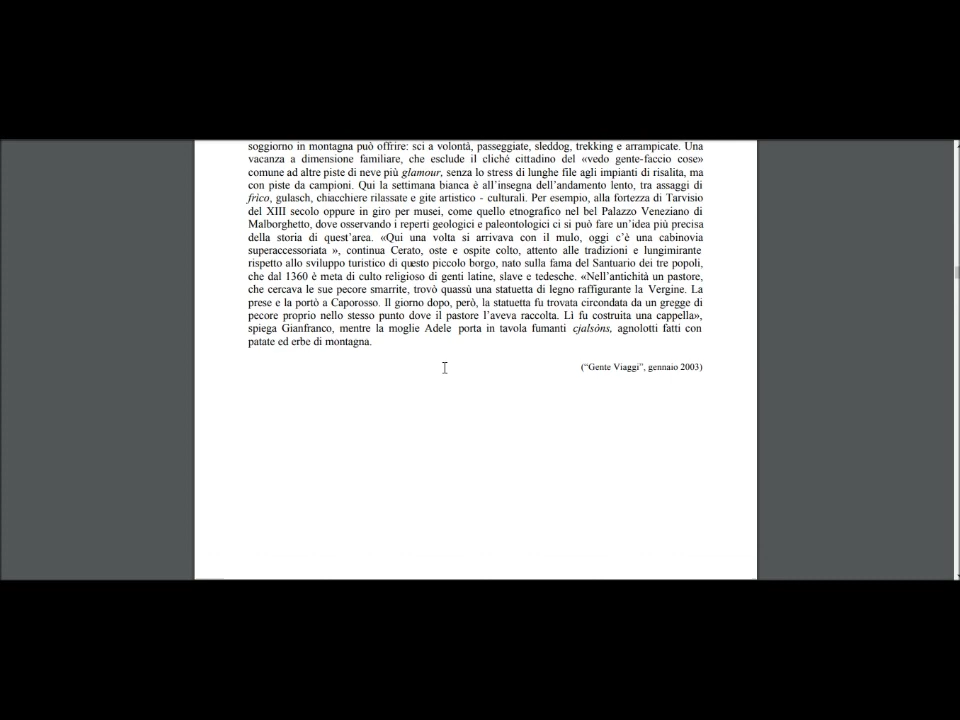 soggiorno in montagna può offrire: sci a volontà, passeggiate, sleddog, trekking e arrampicate. Una
vacanza a dimensione familiare, che esclude il cliché cittadino del «vedo gente-faccio cose»
comune ad altre piste di neve più glamour, senza lo stress di lunghe file agli impianti di risalita, ma
con piste da campioni. Qui la settimana bianca è all'insegna dell'andamento lento, tra assaggi di
frico, gulasch, chiacchiere rilassate e gite artistico - culturali. Per esempio, alla fortezza di Tarvisio
del XIII secolo oppure in giro per musei, come quello etnografico nel bel Palazzo Veneziano di
Malborghetto, dove osservando i reperti geologici e paleontologici ci si può fare un'idea più precisa
della storia di quest'area. «Qui una volta si arrivava con il mulo, oggi c'è una cabinovia
superaccessoriata », continua Cerato, oste e ospite colto, attento alle tradizioni e lungimirante
rispetto allo sviluppo turistico di questo piccolo borgo, nato sulla fama del Santuario dei tre popoli,
che dal 1360 è meta di culto religioso di genti latine, slave e tedesche. «Nell'antichità un pastore,
che cercava le sue pecore smarrite, trovò quassù una statuetta di legno raffigurante la Vergine. La
prese e la portò a Caporosso. Il giorno dopo, però, la statuetta fu trovata circondata da un gregge di
pecore proprio nello stesso punto dove il pastore l'aveva raccolta. Lì fu costruita una cappella»,
spiega Gianfranco, mentre la moglie Adele porta in tavola fumanti cjalsòns, agnolotti fatti con
patate ed erbe di montagna.
("Gente Viaggi", gennaio 2003)